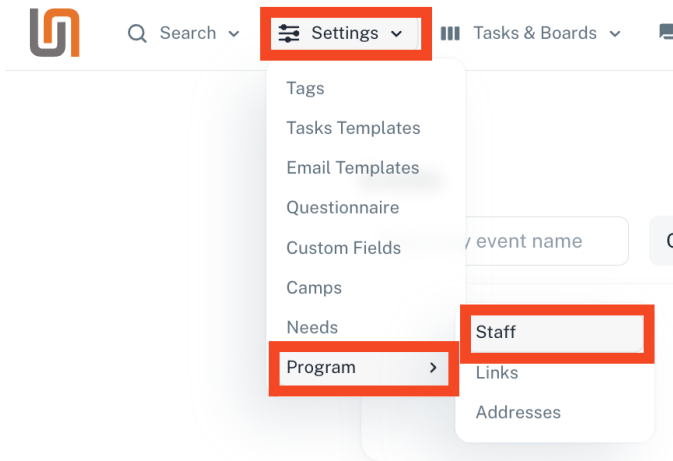 Search Settings Tasks & Boards
Tags
Tasks Templates
Email Templates
Questionnaire
Custom Fields
event name
Camps
Needs
Program
Staff
Links
Addresses